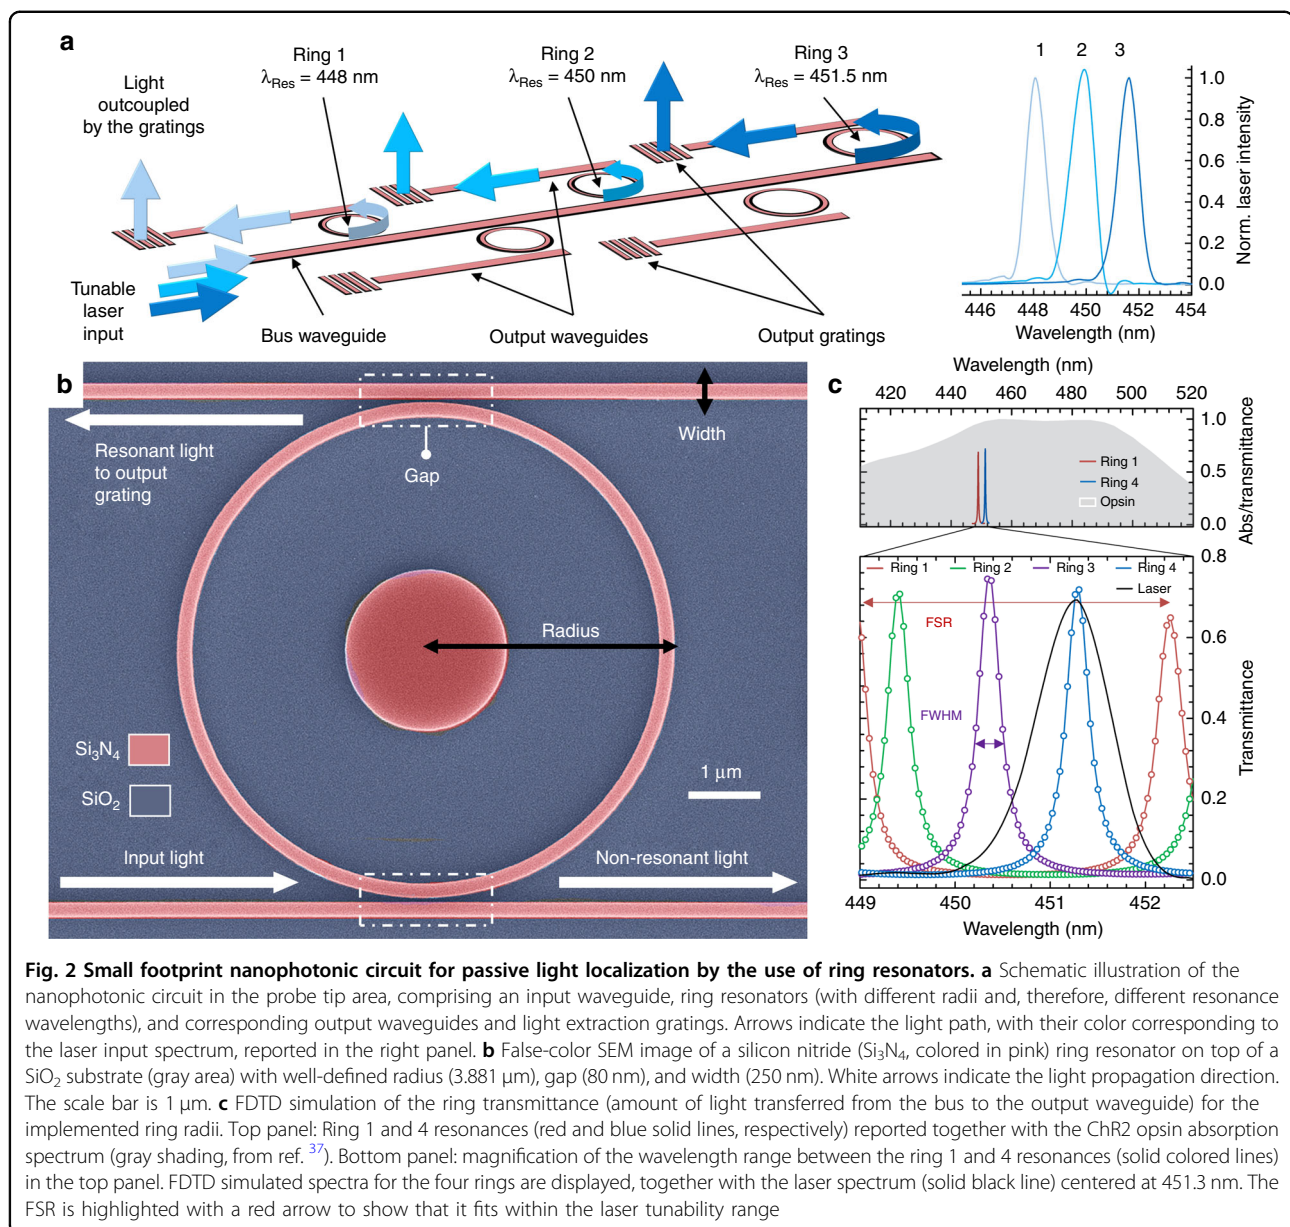 a
Ring 1
λRes = 448 nm
Ring 2
λRes = 450 nm
Ring 3
λRes = 451.5 nm
Light
outcoupled
by the gratings
Tunable
laser
input
Bus waveguide
Output waveguides
Output gratings
1 2 3
1.0
0.8
0.6
0.4
0.2
0.0
Norm. laser intensity
446 448 450 452 454
Wavelength (nm)
b
Resonant light
to output
grating
Gap
Width
Radius
Si3N4
SiO2
1 μm
Input light
Non-resonant light
c
Wavelength (nm)
420 440 460 480 500 520
1.0
0.5
0.0
Abs/transmittance
Ring 1
Ring 4
Opsin
0.8
0.6
0.4
0.2
0.0
Transmittance
Ring 1 Ring 2 Ring 3 Ring 4
Laser
FSR
FWHM
449 450 451 452
Wavelength (nm)
Fig. 2 Small footprint nanophotonic circuit for passive light localization by the use of ring resonators. a Schematic illustration of the
nanophotonic circuit in the probe tip area, comprising an input waveguide, ring resonators (with different radii and, therefore, different resonance
wavelengths), and corresponding output waveguides and light extraction gratings. Arrows indicate the light path, with their color corresponding to
the laser input spectrum, reported in the right panel. b False-color SEM image of a silicon nitride (Si3N4, colored in pink) ring resonator on top of a
SiO2 substrate (gray area) with well-defined radius (3.881 μm), gap (80 nm), and width (250 nm). White arrows indicate the light propagation direction.
The scale bar is 1 μm. c FDTD simulation of the ring transmittance (amount of light transferred from the bus to the output waveguide) for the
implemented ring radii. Top panel: Ring 1 and 4 resonances (red and blue solid lines, respectively) reported together with the ChR2 opsin absorption
spectrum (gray shading, from ref. 37). Bottom panel: magnification of the wavelength range between the ring 1 and 4 resonances (solid colored lines)
in the top panel. FDTD simulated spectra for the four rings are displayed, together with the laser spectrum (solid black line) centered at 451.3 nm. The
FSR is highlighted with a red arrow to show that it fits within the laser tunability range